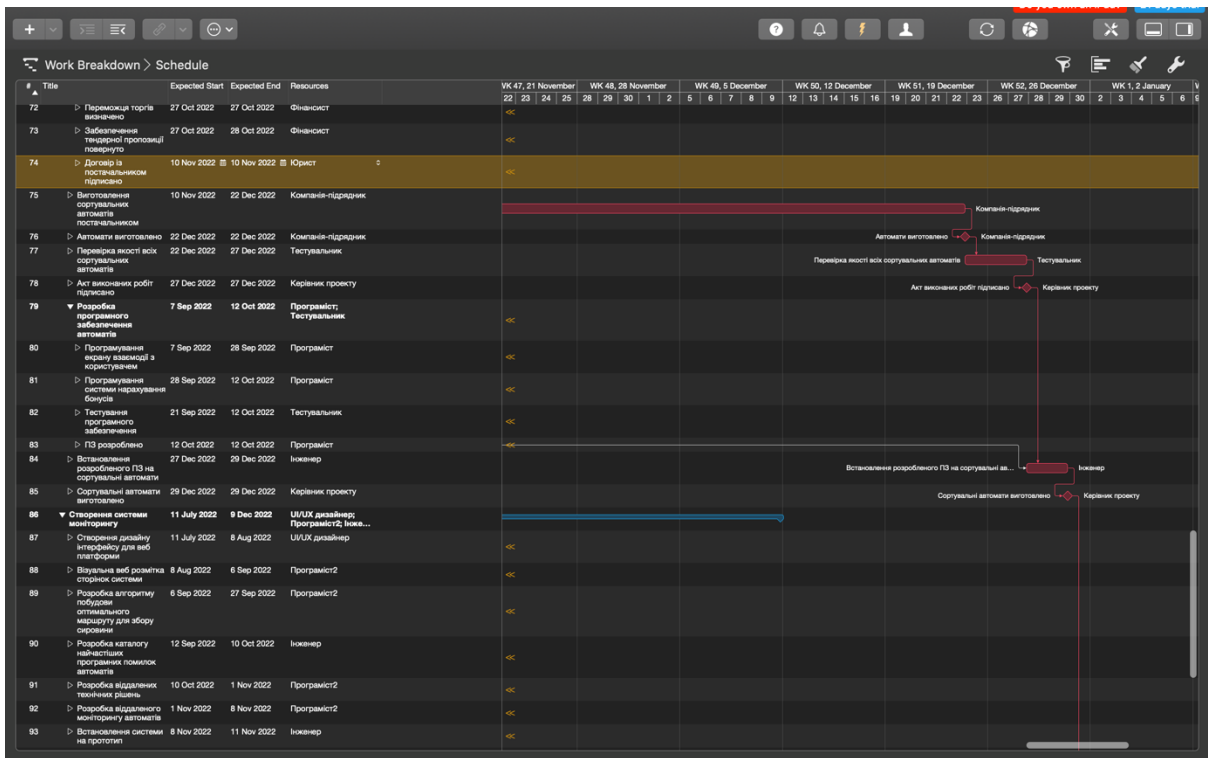 Work Breakdown > Schedule
# Title Expected Start Expected End Resources
WK 47, 21 November WK 48, 28 November WK 49, 5 December WK 50, 12 December WK 51, 19 December WK 52, 26 December WK 1, 2 January
22 23 24 25 28 29 30 1 2 5 6 7 8 9 12 13 14 15 16 19 20 21 22 23 26 27 28 29 30 2 3 4 5 6
72 Переможця торгів 27 Oct 2022 27 Oct 2022 Фінансист
визначено
73 Забезпечення 27 Oct 2022 28 Oct 2022 Фінансист
тендерної пропозиції
повернуто
74 Договір із 10 Nov 2022 10 Nov 2022 Юрист
постачальником
підписано
75 Виготовлення 10 Nov 2022 22 Dec 2022 Компанія-підрядник
сортувальних
автоматів
постачальником
Компанія-підрядник
76 Автомати виготовлено 22 Dec 2022 22 Dec 2022 Компанія-підрядник
Автомати виготовлено Компанія-підрядник
77 Перевірка якості всіх 22 Dec 2022 27 Dec 2022 Тестувальник
сортувальних
автоматів
Перевірка якості всіх сортувальних автоматів Тестувальник
78 Акт виконаних робіт 27 Dec 2022 27 Dec 2022 Керівник проекту
підписано
Акт виконаних робіт підписано Керівник проекту
79 Розробка 7 Sep 2022 12 Oct 2022 Програміст;
програмного Тестувальник
забезпечення
автоматів
80 Програмування 7 Sep 2022 28 Sep 2022 Програміст
екрану взаємодії з
користувачем
81 Програмування 28 Sep 2022 12 Oct 2022 Програміст
системи нарахування
бонусів
82 Тестування 21 Sep 2022 12 Oct 2022 Тестувальник
програмного
забезпечення
83 ПЗ розроблено 12 Oct 2022 12 Oct 2022 Програміст
84 Встановлення 27 Dec 2022 29 Dec 2022 Інженер
розробленого ПЗ на
сортувальні автомати
Встановлення розробленого ПЗ на сортувальні ав... Інженер
85 Сортувальні автомати 29 Dec 2022 29 Dec 2022 Керівник проекту
виготовлено
Сортувальні автомати виготовлено Керівник проекту
86 Створення системи 11 July 2022 9 Dec 2022 UI/UX дизайнер;
моніторингу Програміст2; Інже...
87 Створення дизайну 11 July 2022 8 Aug 2022 UI/UX дизайнер
інтерфейсу для веб
платформи
88 Візуальна веб розмітка 8 Aug 2022 6 Sep 2022 Програміст2
сторінок системи
89 Розробка алгоритму 6 Sep 2022 27 Sep 2022 Програміст2
побудови
оптимального
маршруту для збору
сировини
90 Розробка каталогу 12 Sep 2022 10 Oct 2022 Інженер
найчастіших
програмних помилок
автоматів
91 Розробка віддалених 10 Oct 2022 1 Nov 2022 Програміст2
технічних рішень
92 Розробка віддаленого 1 Nov 2022 8 Nov 2022 Програміст2
моніторингу автоматів
93 Встановлення системи 8 Nov 2022 11 Nov 2022 Інженер
на прототип